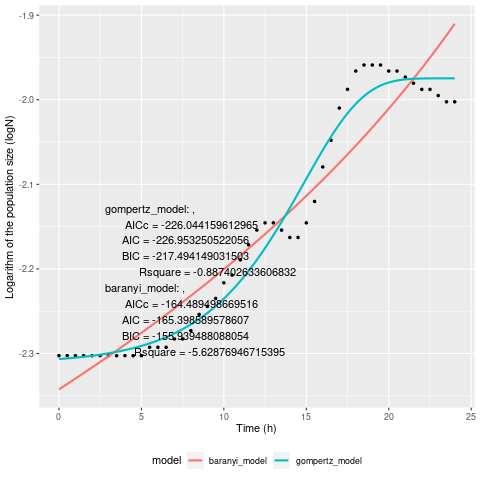 -1.9
-2.0
-2.1
-2.2
-2.3
Logarithm of the population size (logN)
gompertz_model: ,
AICc = -226.044159612965
AIC = -226.953250522056
BIC = -217.494149031503
Rsquare = -0.887402633606832
baranyi_model: ,
AICc = -164.489498669516
AIC = -165.398589578607
BIC = -155.939488088054
Rsquare = -5.62876946715395
0 5 10 15 20 25
Time (h)
model baranyi_model gompertz_model